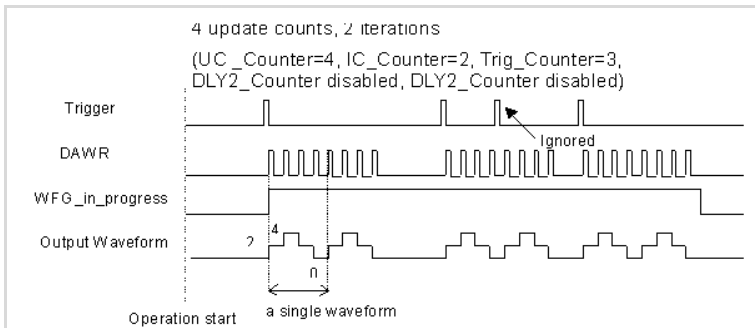 4 update counts, 2 iterations
(UC_Counter=4, IC_Counter=2, Trig_Counter=3,
DLY2_Counter disabled, DLY2_Counter disabled)
Trigger
Ignored
DAWR
WFG_in_progress
4
Output Waveform
2
0
a single waveform
Operation start